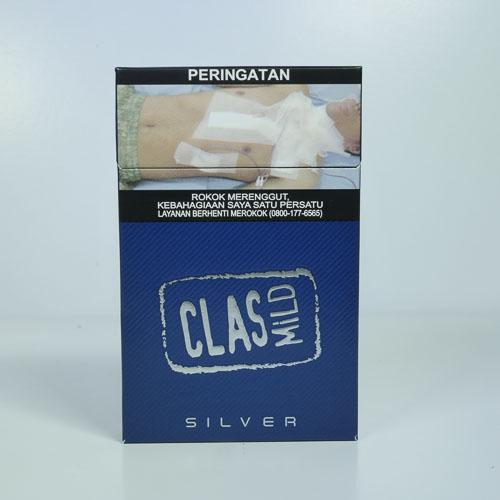 PERINGATAN
ROKOK MERENGGUT,
KEBAHAGIAAN SAYA SATU PERSATU
LAYANAN BERHENTI MEROKOK (0800-177-6565)
CLAS MILD
SILVER